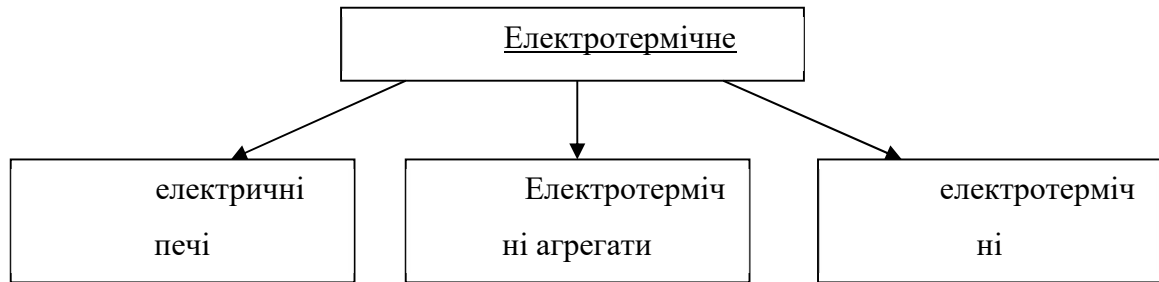 Електротермічне
електричні
печі
Електротерміч
ні агрегати
електротерміч
ні